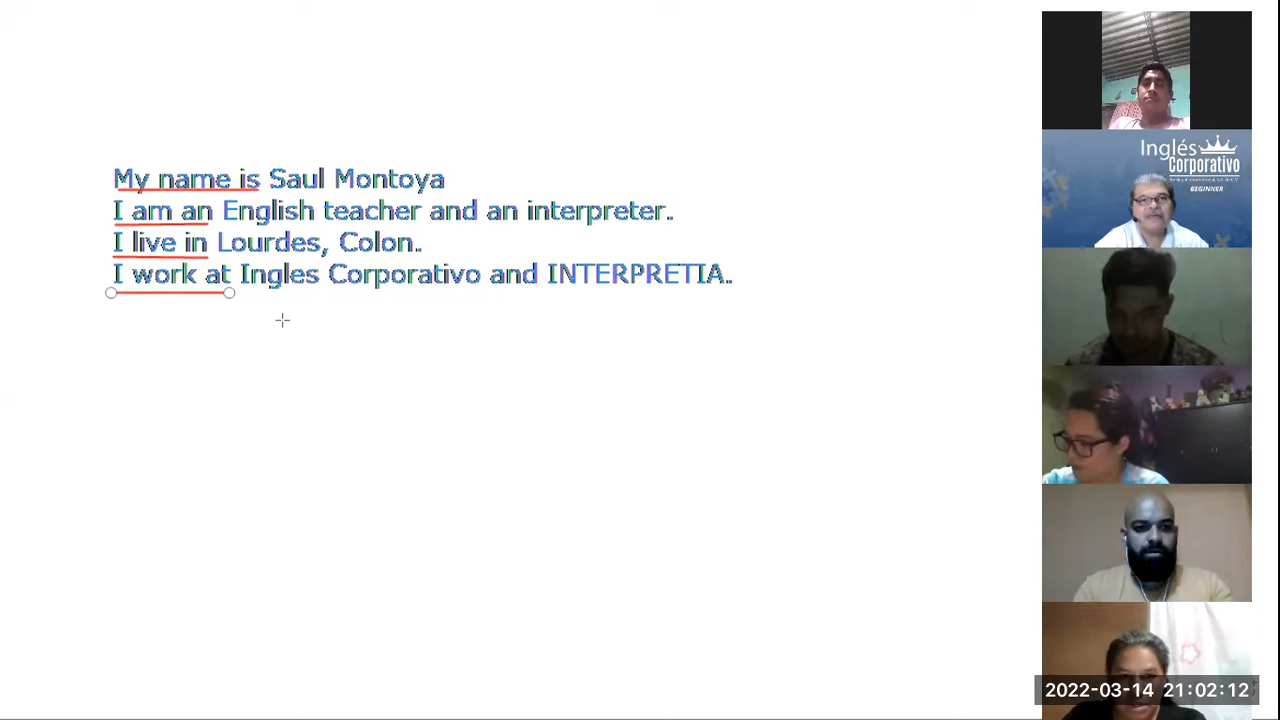 My name is Saul Montoya
I am an English teacher and an interpreter.
I live in Lourdes, Colon.
I work at Ingles Corporativo and INTERPRETIA.
Inglés
Corporativo
BEGINNER
2022-03-14 21:02:12